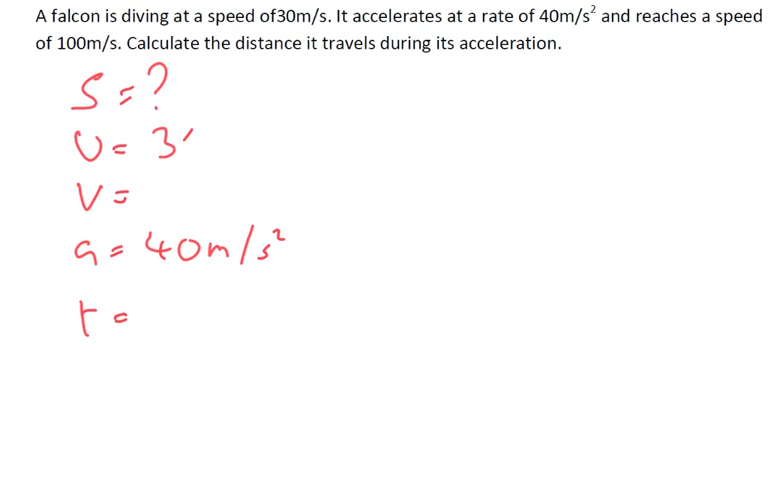 A falcon is diving at a speed of30m/s. It accelerates at a rate of 40m/s² and reaches a speed
of 100m/s. Calculate the distance it travels during its acceleration.
S = ?
U = 3
V =
a = 40m/s²
t =